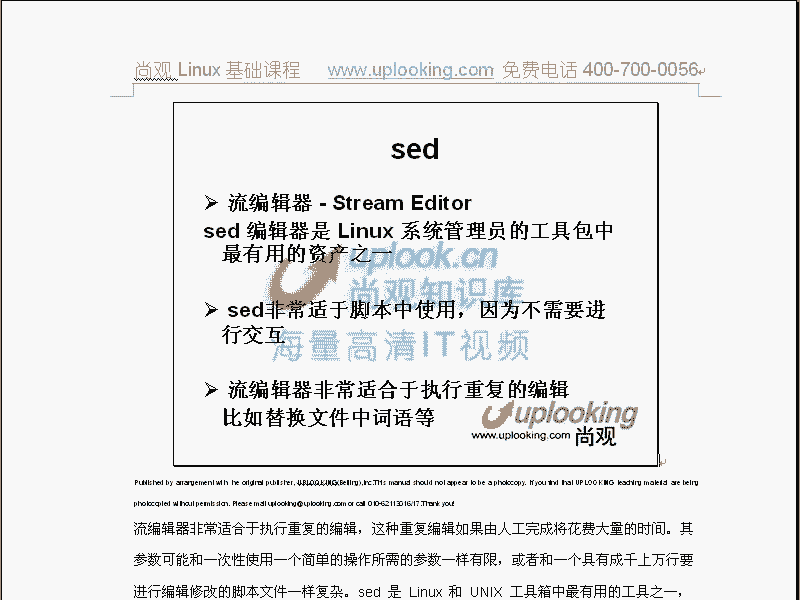 尚观 Linux 基础课程 www.uplooking.com 免费电话 400-700-0056
sed
流编辑器 - Stream Editor
sed 编辑器是 Linux 系统管理员的工具包中
最有用的资产之一
uplook.cn
尚观知识库
sed非常适于脚本中使用，因为不需要进
行交互
海量高清IT视频
流编辑器非常适合于执行重复的编辑
比如替换文件中词语等
uplooking
www.uplooking.com 尚观
Published by arrangement with the original publisher, UPLOOKING(Beijing),Inc.This manual should not appear to be a photocopy. If you find that UPLOOKING teaching material are being
photocopied without permission. Please mail uplooking@uplooking.com or call 010-62113016/17.Thank you!
流编辑器非常适合于执行重复的编辑，这种重复编辑如果由人工完成将花费大量的时间。其
参数可能和一次性使用一个简单的操作所需的参数一样有限，或者和一个具有成千上万行要
进行编辑修改的脚本文件一样复杂。sed 是 Linux 和 UNIX 工具箱中最有用的工具之一，